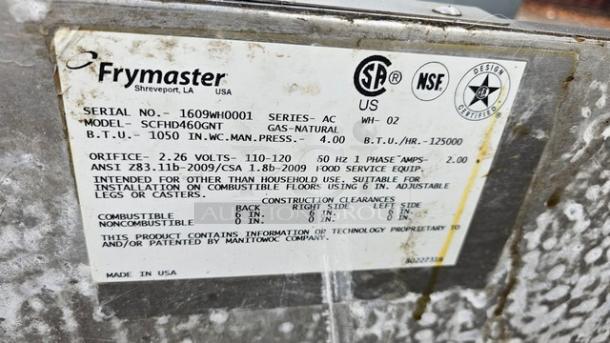 Frymaster
Shreveport, LA USA
SA ®
US
NSF.
DESIGN
CERTIFIED
SERIAL NO.- 1609WH0001 SERIES- AC WH- 02
MODEL- SCFHD460GNT GAS-NATURAL
B.T.U.- 1050 IN.WC.MAN.PRESS.- 4.00 B.T.U./HR.-125000
ORIFICE- 2.26 VOLTS- 110-120 60 HZ 1 PHASE AMPS- 2.00
ANSI Z83.11b-2009/CSA 1.8b-2009 FOOD SERVICE EQUIP.
INTENDED FOR OTHER THAN HOUSEHOLD USE. SUITABLE FOR
INSTALLATION ON COMBUSTIBLE FLOORS USING 6 IN. ADJUSTABLE
LEGS OR CASTERS.
CONSTRUCTION CLEARANCES
BACK RIGHT SIDE LEFT SIDE
COMBUSTIBLE 6 IN. 6 IN. 6 IN.
NONCOMBUSTIBLE 0 IN. 0 IN. 0 IN.
THIS PRODUCT CONTAINS INFORMATION OR TECHNOLOGY PROPRIETARY TO
AND/OR PATENTED BY MANITOWOC COMPANY.
MADE IN USA